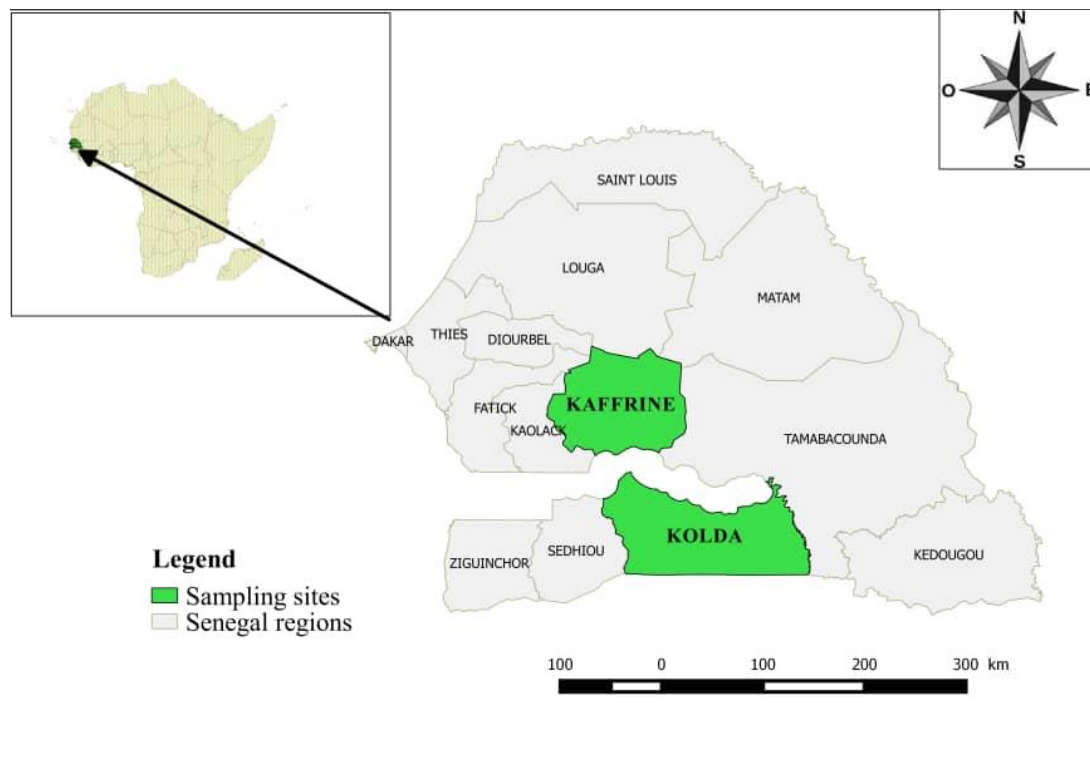 N
O
E
S
SAINT LOUIS
LOUGA
MATAM
THIES
DIOURBEL
DAKAR
KAFFRINE
FATICK
KAOLACK
TAMABACOUNDA
KOLDA
SEDHIOU
ZIGUINCHOR
KEDOUGOU
Legend
Sampling sites
Senegal regions
100 0 100 200 300 km